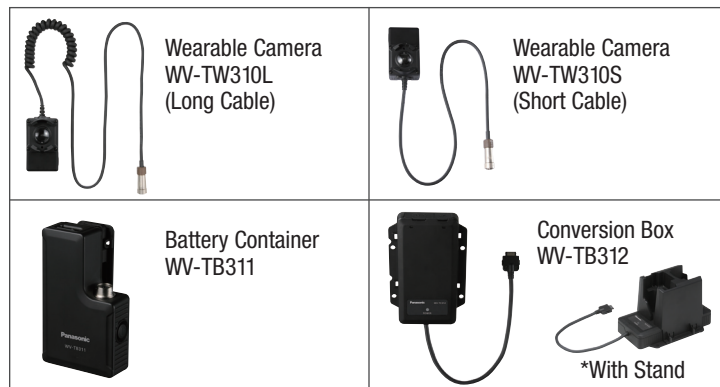 Wearable Camera
WV-TW310L
(Long Cable)
Wearable Camera
WV-TW310S
(Short Cable)
Battery Container
WV-TB311
Panasonic
WV-TB311
Conversion Box
WV-TB312
Panasonic
*With Stand